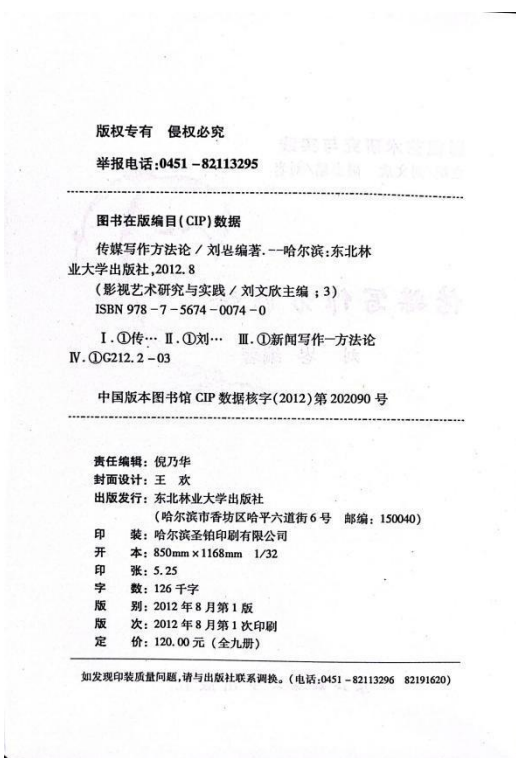 版权专有 侵权必究
举报电话:0451-82113295
图书在版编目(CIP)数据
传媒写作方法论/刘岩编著.--哈尔滨:东北林
业大学出版社,2012.8
(影视艺术研究与实践/刘文欣主编;3)
ISBN 978-7-5674-0074-0
Ⅰ.①传… Ⅱ.①刘… Ⅲ.①新闻写作—方法论
Ⅳ.①G212.2-03
中国版本图书馆 CIP 数据核字(2012)第 202090 号
责任编辑:倪乃华
封面设计:王 欢
出版发行:东北林业大学出版社
(哈尔滨市香坊区哈平六道街6号 邮编:150040)
印 装:哈尔滨圣铂印刷有限公司
开 本:850mm×1168mm 1/32
印 张:5.25
字 数:126千字
版 别:2012年8月第1版
版 次:2012年8月第1次印刷
定 价:120.00元(全九册)
如发现印装质量问题,请与出版社联系调换。(电话:0451-82113296 82191620)